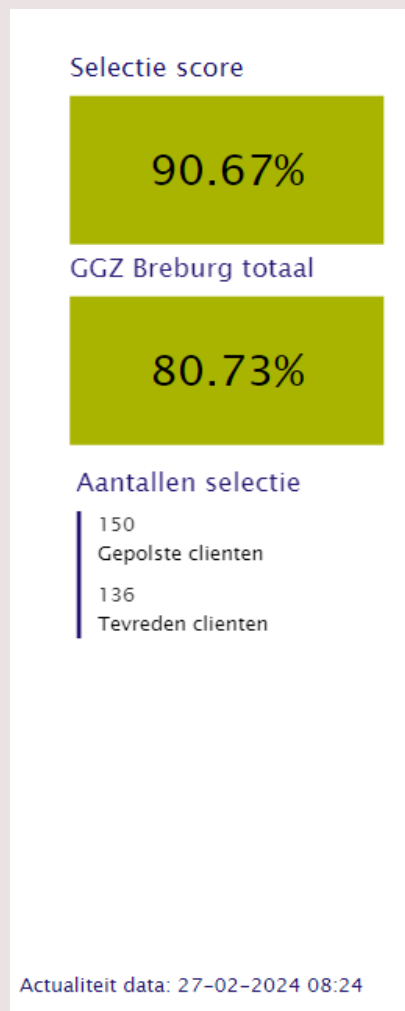 Selectie score
90.67%
GGZ Breburg totaal
80.73%
Aantallen selectie
150
Gepolste clienten
136
Tevreden clienten
Actualiteit data: 27-02-2024 08:24